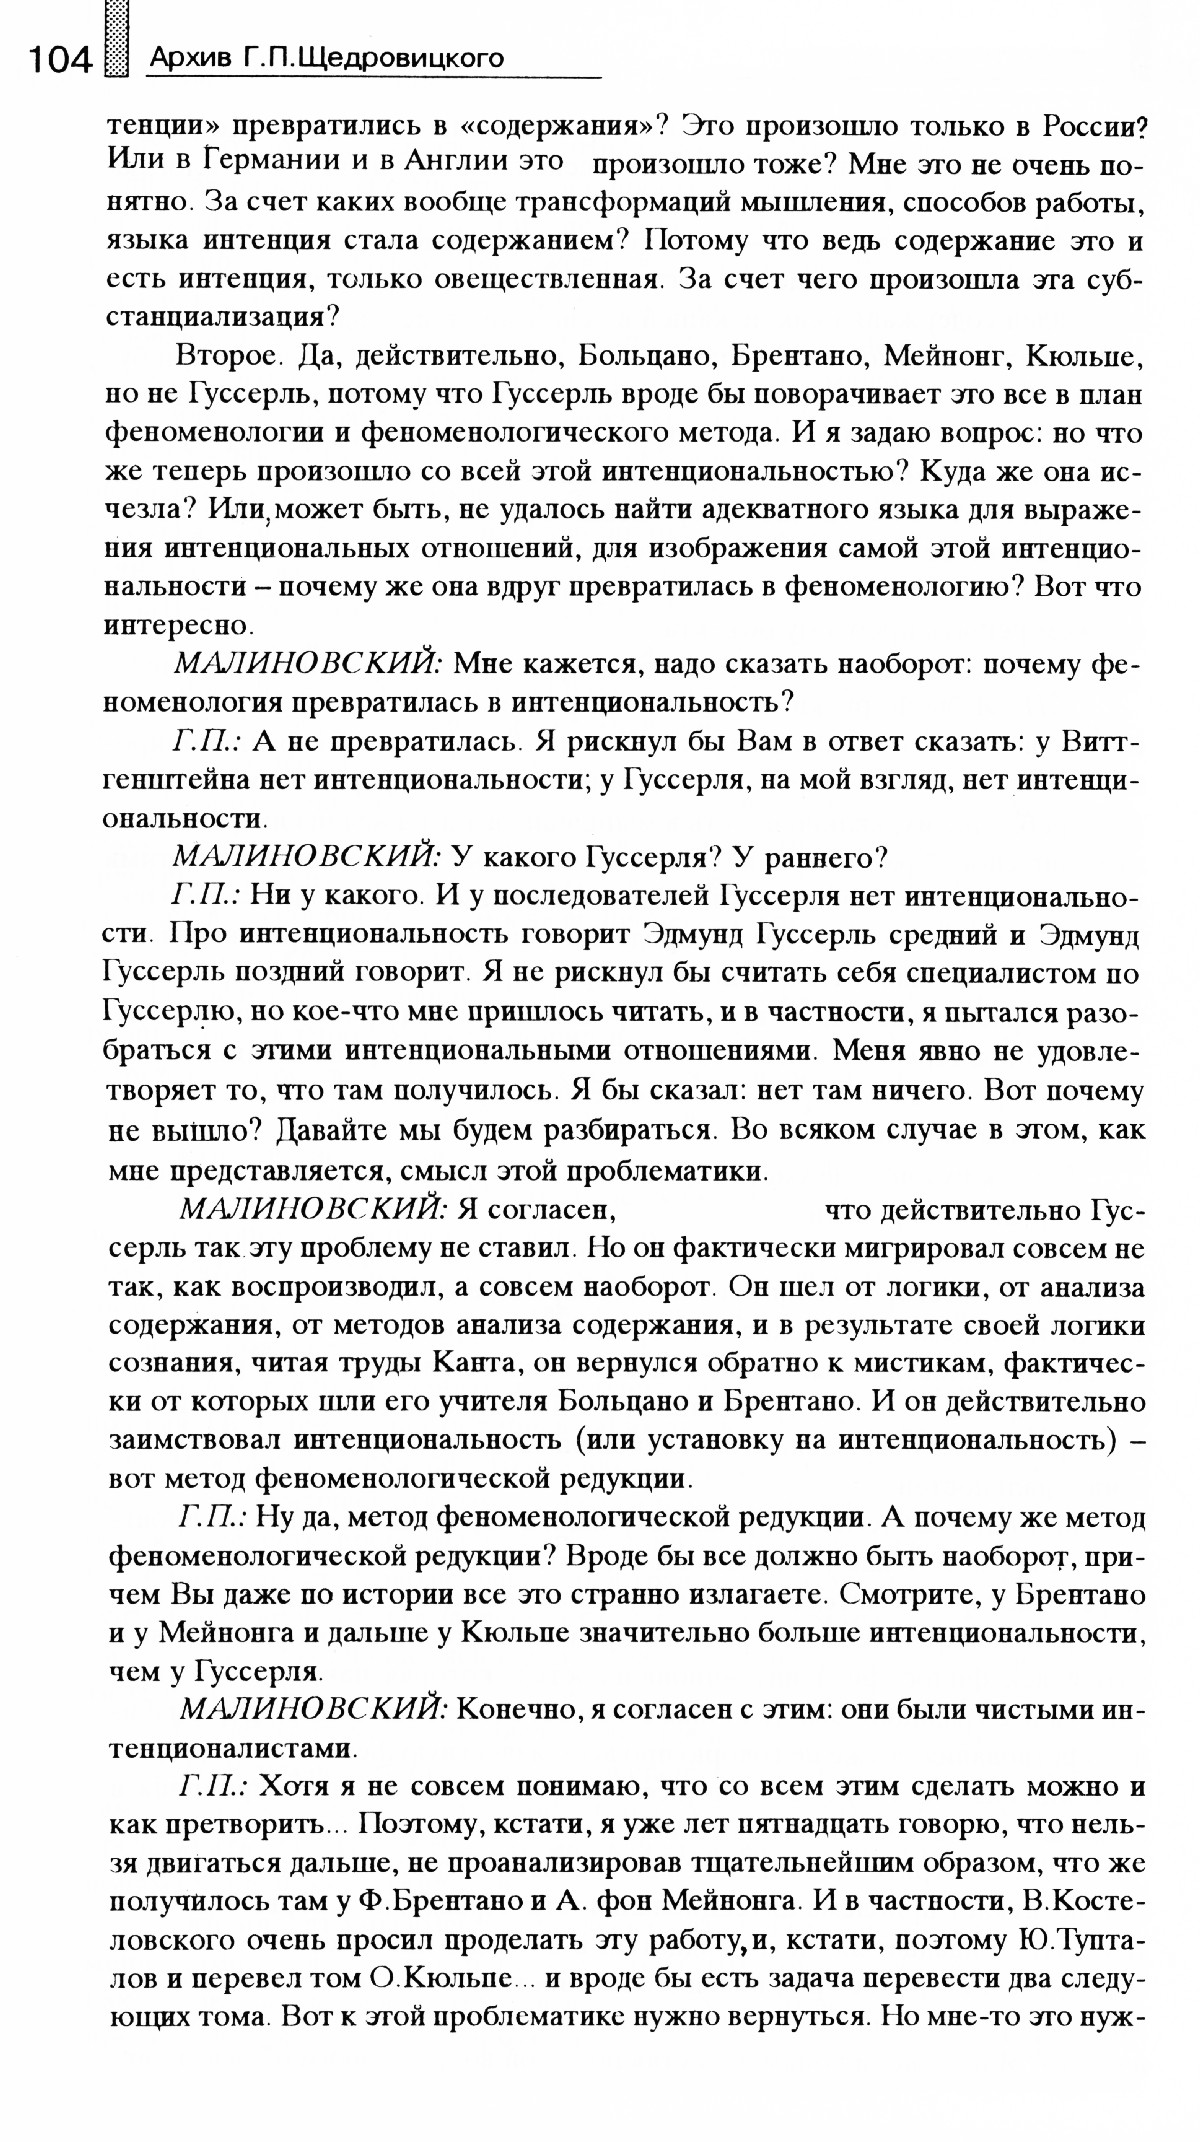 104 Архив Г.П.Щедровицкого
тенции» превратились в «содержания»? Это произошло только в России?
Или в Германии и в Англии это произошло тоже? Мне это не очень по-
нятно. За счет каких вообще трансформаций мышления, способов работы,
языка интенция стала содержанием? Потому что ведь содержание это и
есть интенция, только овеществленная. За счет чего произошла эта суб-
станциализация?
Второе. Да, действительно, Больцано, Брентано, Мейнонг, Кюльпе,
но не Гуссерль, потому что Гуссерль вроде бы поворачивает это все в план
феноменологии и феноменологического метода. И я задаю вопрос: но что
же теперь произошло со всей этой интенциональностью? Куда же она ис-
чезла? Или, может быть, не удалось найти адекватного языка для выраже-
ния интенциональных отношений, для изображения самой этой интенцио-
нальности – почему же она вдруг превратилась в феноменологию? Вот что
интересно.
МАЛИНОВСКИЙ: Мне кажется, надо сказать наоборот: почему фе-
номенология превратилась в интенциональность?
Г.П.: А не превратилась. Я рискнул бы Вам в ответ сказать: у Витт-
генштейна нет интенциональности; у Гуссерля, на мой взгляд, нет интенци-
ональности.
МАЛИНОВСКИЙ: У какого Гуссерля? У раннего?
Г.П.: Ни у какого. И у последователей Гуссерля нет интенционально-
сти. Про интенциональность говорит Эдмунд Гуссерль средний и Эдмунд
Гуссерль поздний говорит. Я не рискнул бы считать себя специалистом по
Гуссерлю, но кое-что мне пришлось читать, и в частности, я пытался разо-
браться с этими интенциональными отношениями. Меня явно не удовле-
творяет то, что там получилось. Я бы сказал: нет там ничего. Вот почему
не вышло? Давайте мы будем разбираться. Во всяком случае в этом, как
мне представляется, смысл этой проблематики.
МАЛИНОВСКИЙ: Я согласен, что действительно Гус-
серль так эту проблему не ставил. Но он фактически мигрировал совсем не
так, как воспроизводил, а совсем наоборот. Он шел от логики, от анализа
содержания, от методов анализа содержания, и в результате своей логики
сознания, читая труды Канта, он вернулся обратно к мистикам, фактичес-
ки от которых шли его учителя Больцано и Брентано. И он действительно
заимствовал интенциональность (или установку на интенциональность) –
вот метод феноменологической редукции.
Г.П.: Ну да, метод феноменологической редукции. А почему же метод
феноменологической редукции? Вроде бы все должно быть наоборот, при-
чем Вы даже по истории все это странно излагаете. Смотрите, у Брентано
и у Мейнонга и дальше у Кюльпе значительно больше интенциональности,
чем у Гуссерля.
МАЛИНОВСКИЙ: Конечно, я согласен с этим: они были чистыми ин-
тенционалистами.
Г.П.: Хотя я не совсем понимаю, что со всем этим сделать можно и
как претворить... Поэтому, кстати, я уже лет пятнадцать говорю, что нель-
зя двигаться дальше, не проанализировав тщательнейшим образом, что же
получилось там у Ф.Брентано и А. фон Мейнонга. И в частности, В.Косте-
ловского очень просил проделать эту работу, и, кстати, поэтому Ю.Тупта-
лов и перевел том О.Кюльпе... и вроде бы есть задача перевести два следу-
ющих тома. Вот к этой проблематике нужно вернуться. Но мне-то это нуж-